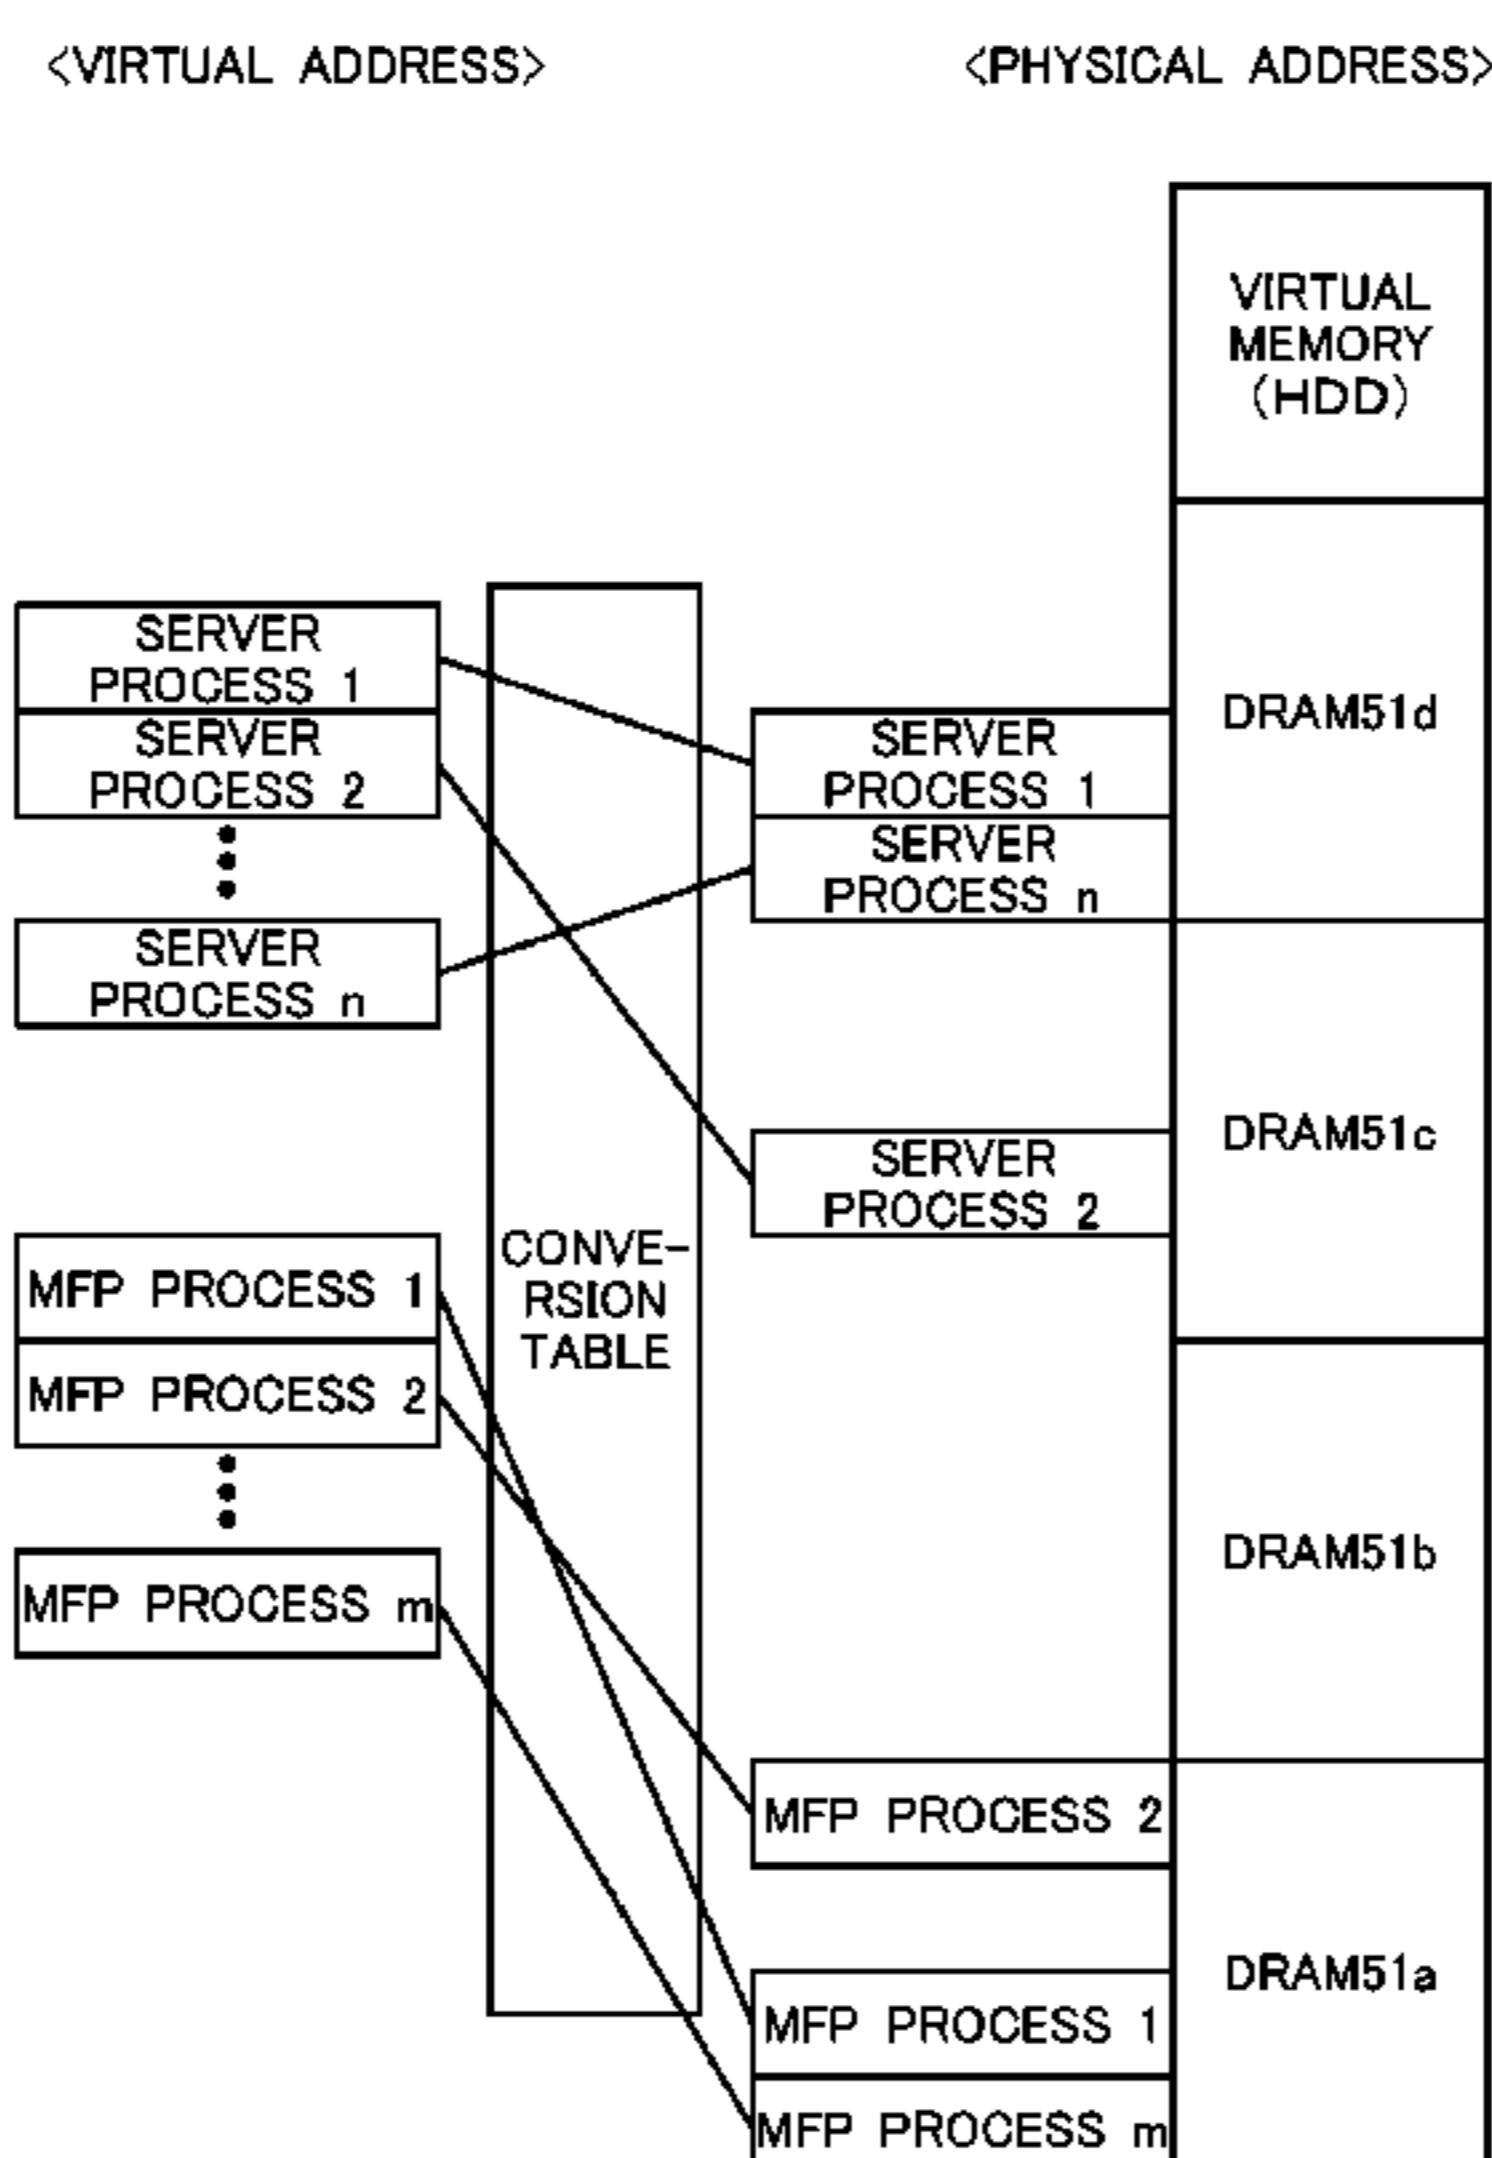 <VIRTUAL ADDRESS>
<PHYSICAL ADDRESS>
SERVER
PROCESS 1
SERVER
PROCESS 2
SERVER
PROCESS n
MFP PROCESS 1
MFP PROCESS 2
MFP PROCESS m
CONVE-
RSION
TABLE
SERVER
PROCESS 1
SERVER
PROCESS n
SERVER
PROCESS 2
MFP PROCESS 2
MFP PROCESS 1
MFP PROCESS m
VIRTUAL
MEMORY
(HDD)
DRAM51d
DRAM51c
DRAM51b
DRAM51a